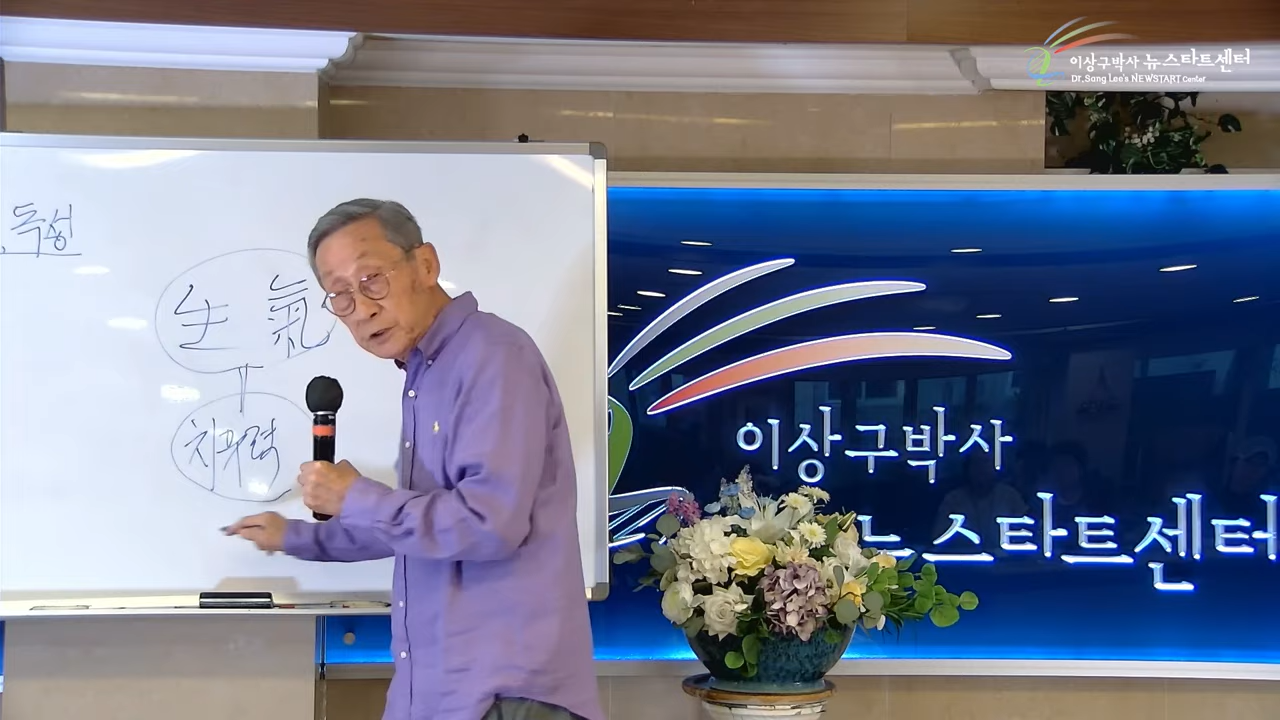 이상구박사 뉴스타트센터
Dr. Sang Lee's NEWSTART Center
독성
生 氣
치유력
이상구박사
뉴스타트센터